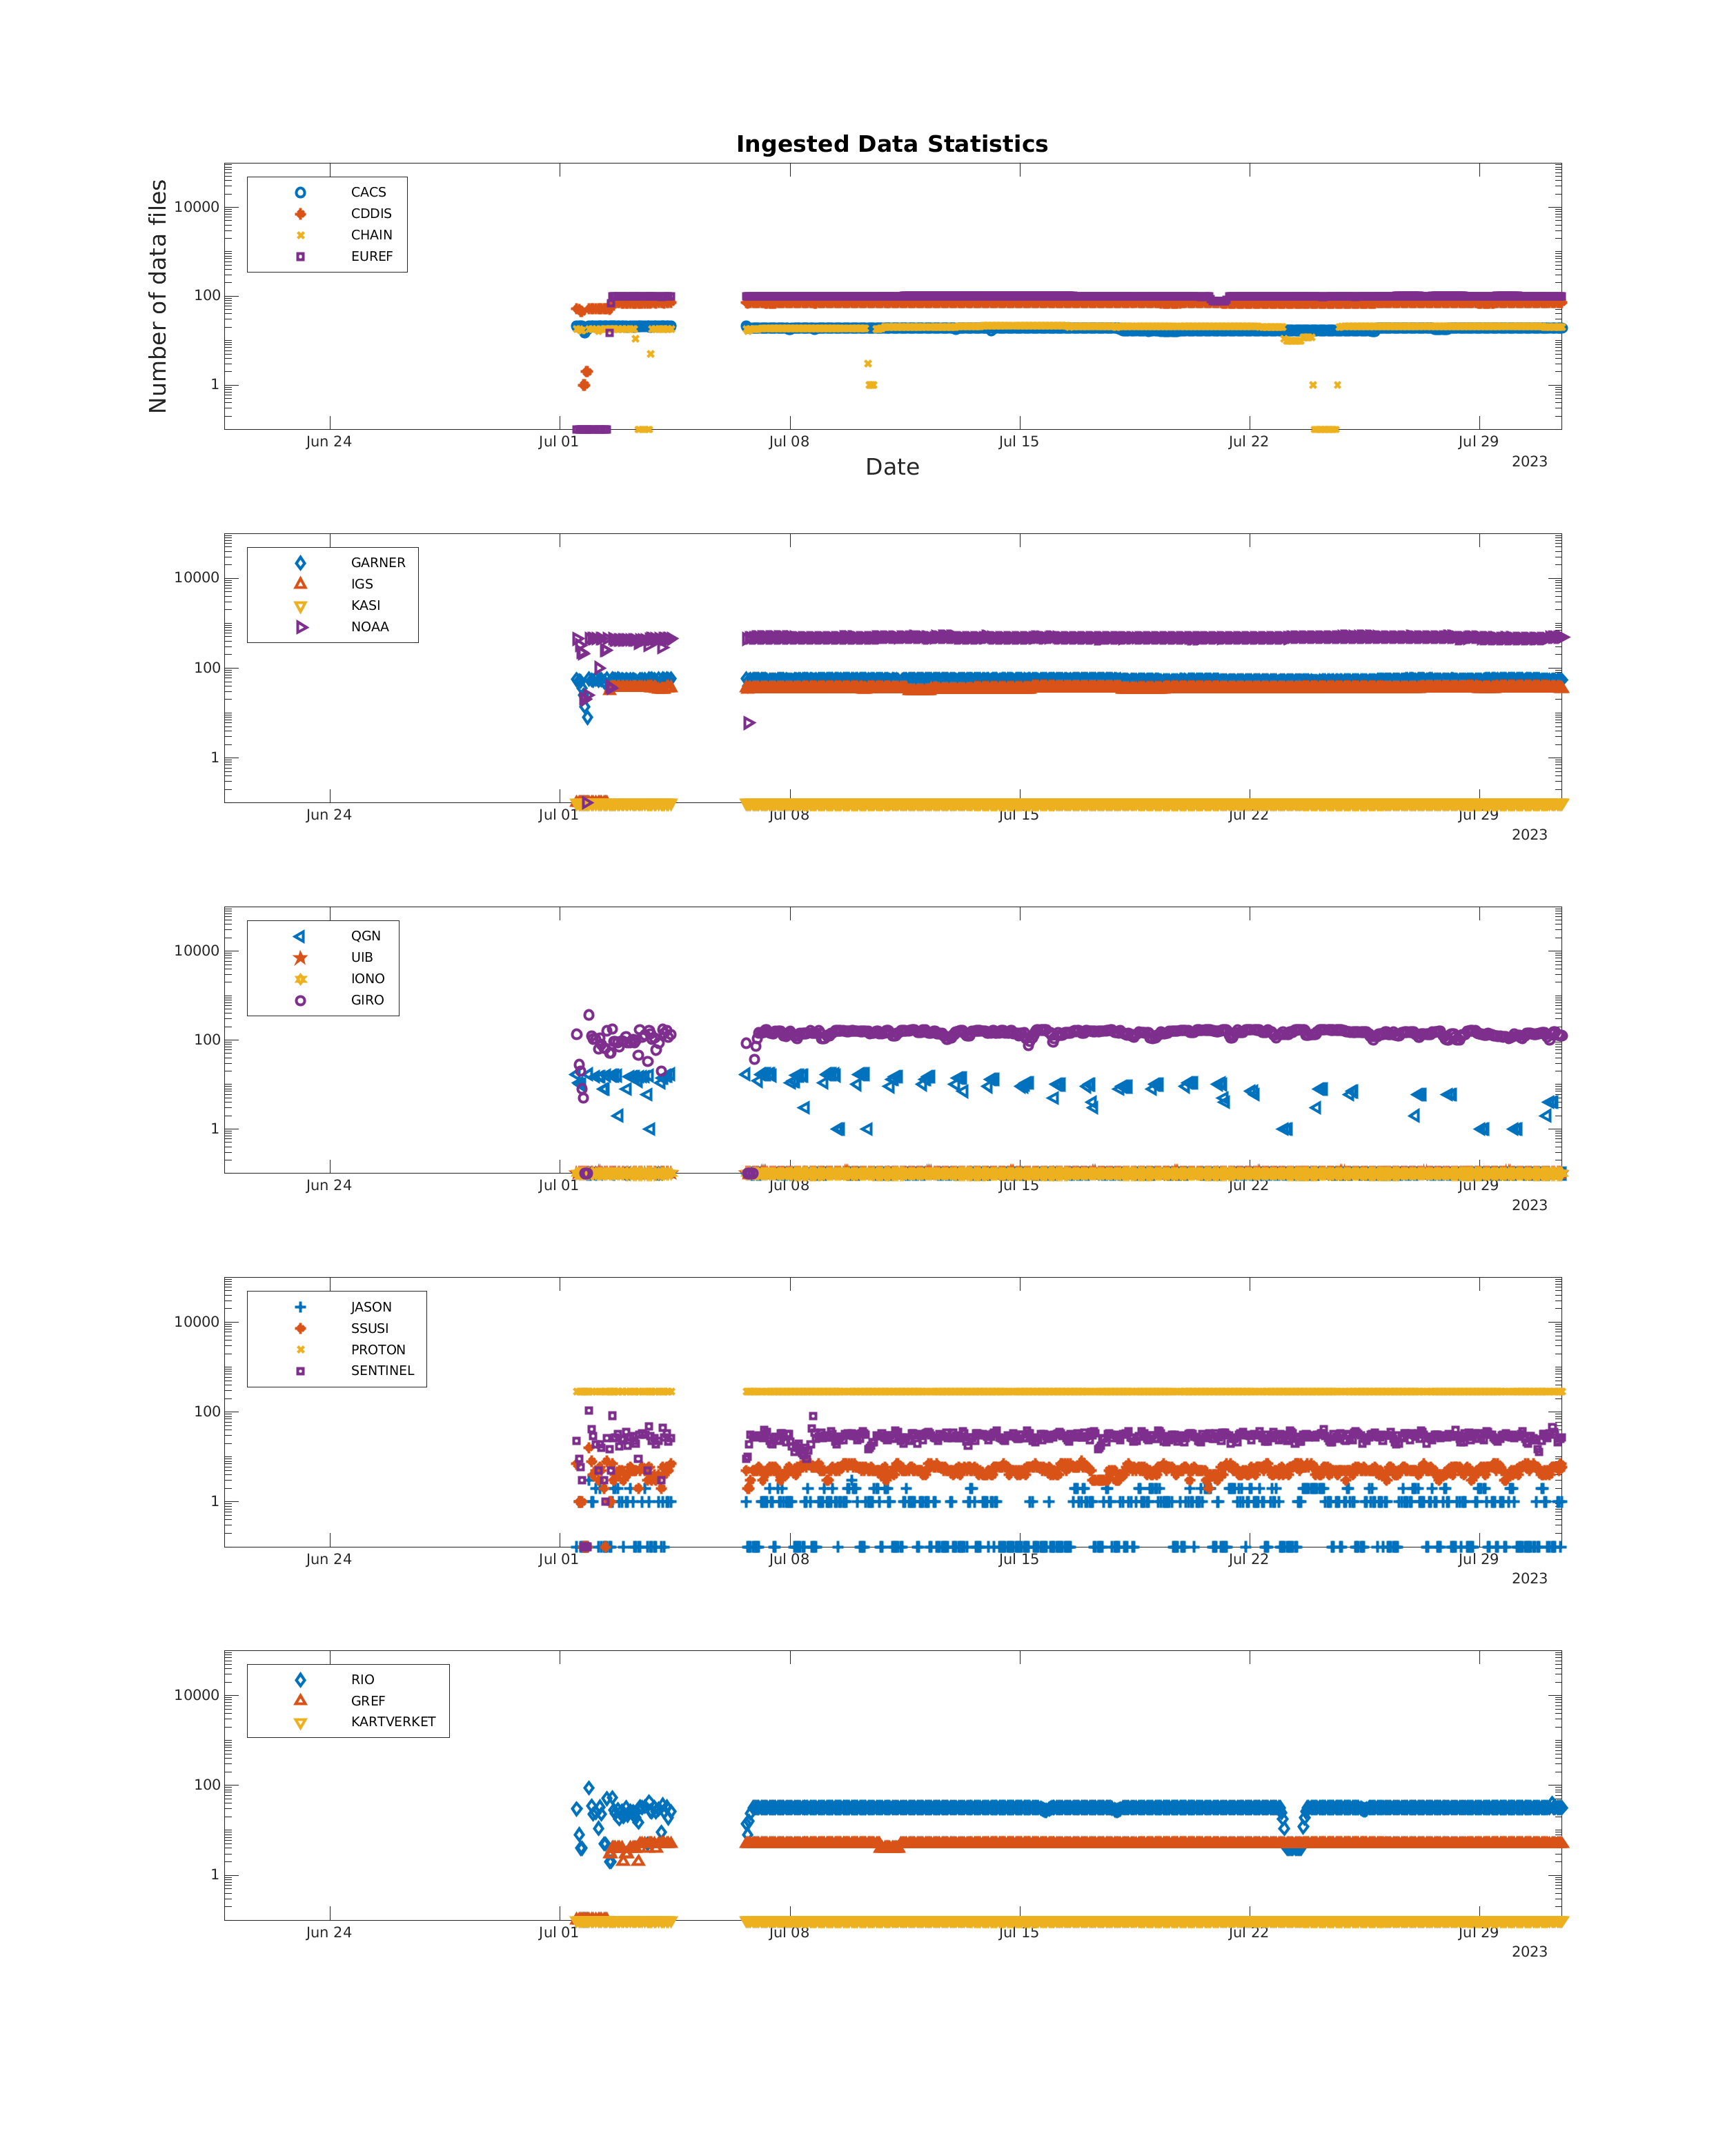 Ingested Data Statistics
Number of data files
CACS
CDDIS
CHAIN
EUREF
10000
100
1
Jun 24 Jul 01 Jul 08 Jul 15 Jul 22 Jul 29
2023
Date
GARNER
IGS
KASI
NOAA
10000
100
1
Jun 24 Jul 01 Jul 08 Jul 15 Jul 22 Jul 29
2023
QGN
UIB
IONO
GIRO
10000
100
1
Jun 24 Jul 01 Jul 08 Jul 15 Jul 22 Jul 29
2023
JASON
SSUSI
PROTON
SENTINEL
10000
100
1
Jun 24 Jul 01 Jul 08 Jul 15 Jul 22 Jul 29
2023
RIO
GREF
KARTVERKET
10000
100
1
Jun 24 Jul 01 Jul 08 Jul 15 Jul 22 Jul 29
2023